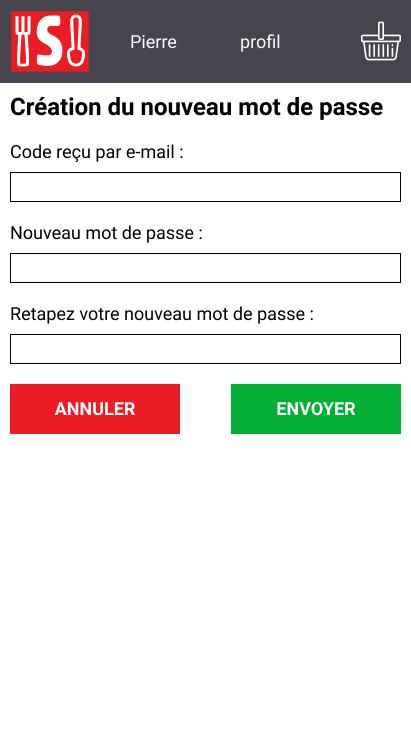 S
Pierre
profil
Création du nouveau mot de passe
Code reçu par e-mail :
Nouveau mot de passe :
Retapez votre nouveau mot de passe :
ANNULER
ENVOYER